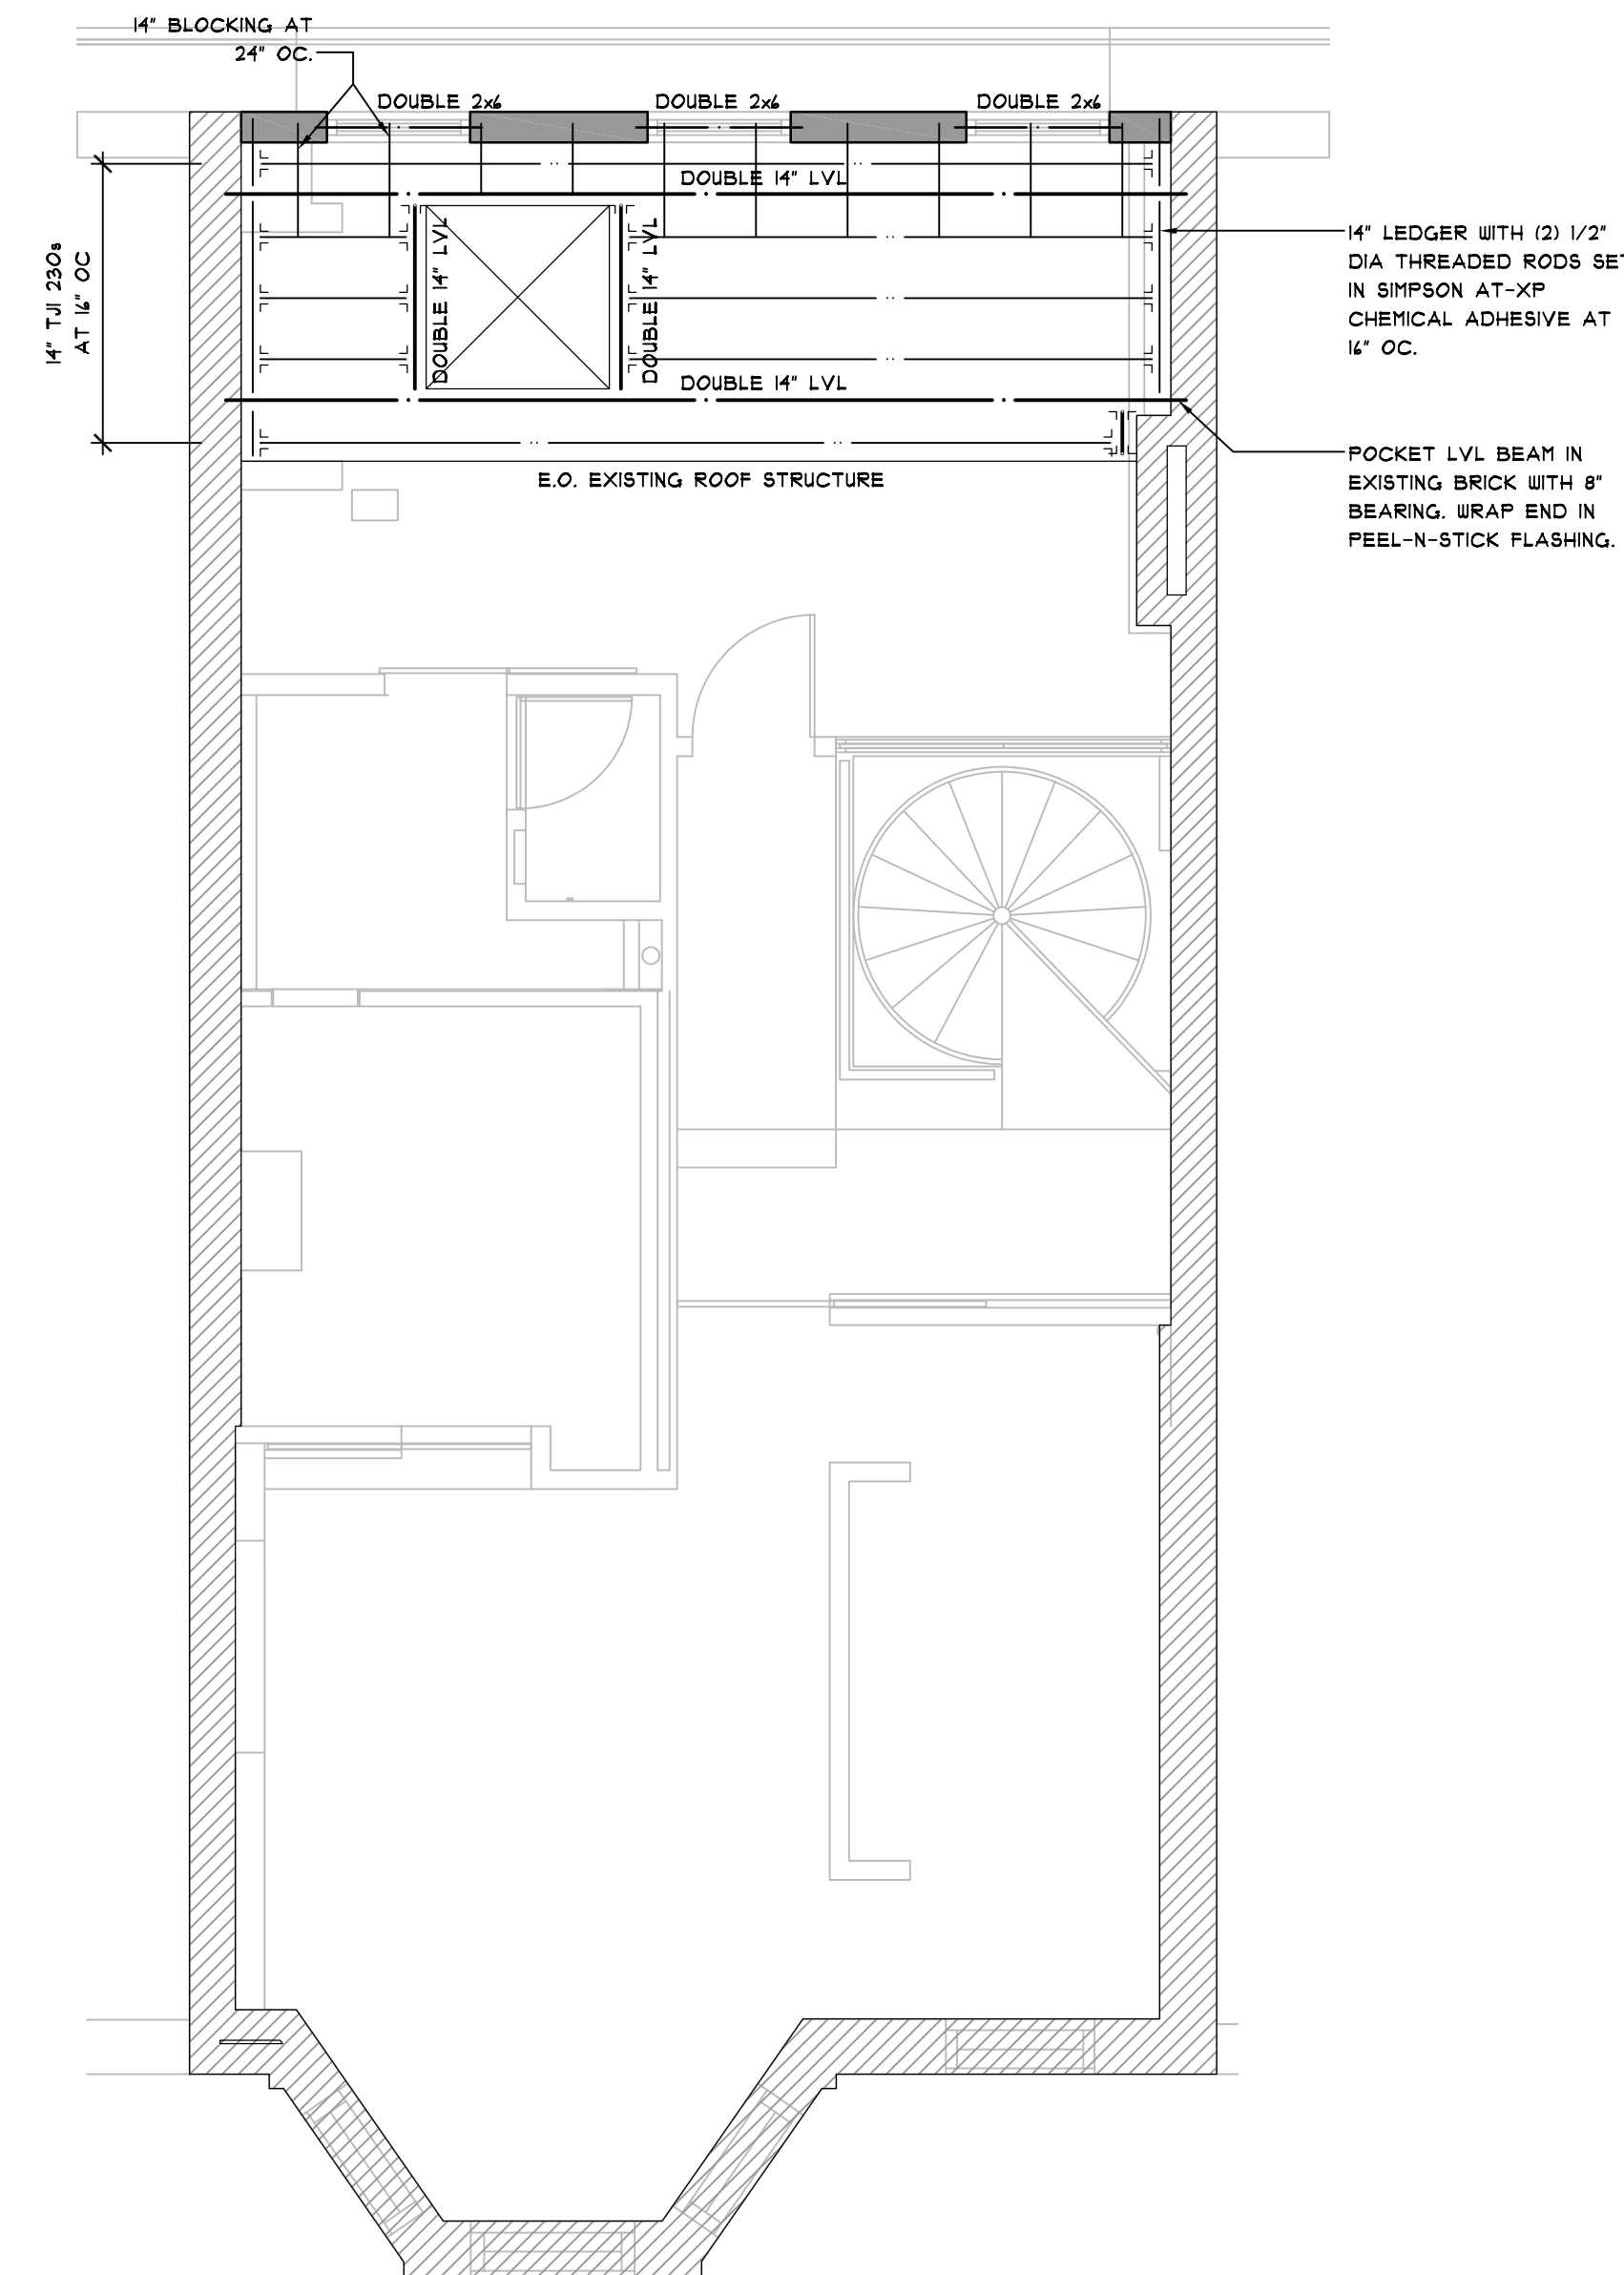 14" BLOCKING AT
24" OC.
DOUBLE 2x6
DOUBLE 2x6
DOUBLE 2x6
DOUBLE 14" LVL
14" TJI 230s
AT 16" OC
DOUBLE 14" LVL
DOUBLE 14" LVL
DOUBLE 14" LVL
14" LEDGER WITH (2) 1/2"
DIA THREADED RODS SET
IN SIMPSON AT-XP
CHEMICAL ADHESIVE AT
16" OC.
E.O. EXISTING ROOF STRUCTURE
POCKET LVL BEAM IN
EXISTING BRICK WITH 8"
BEARING. WRAP END IN
PEEL-N-STICK FLASHING.